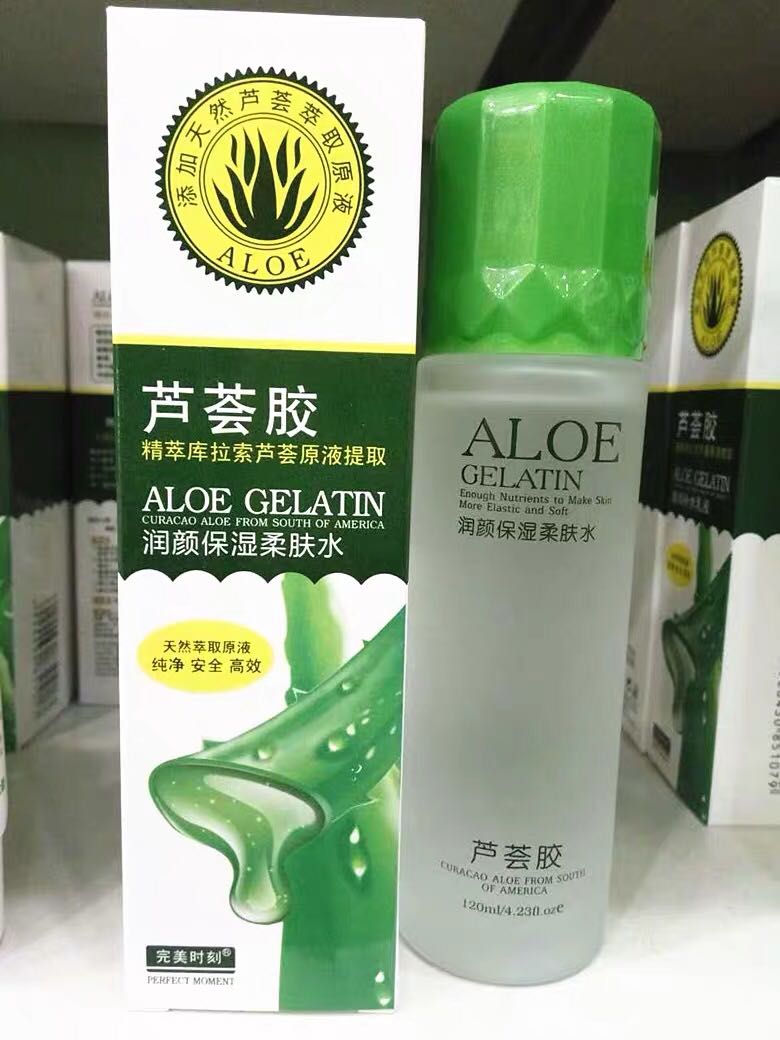 添加天然芦荟萃取原液
ALOE
芦荟胶
精萃库拉索芦荟原液提取
ALOE GELATIN
CURACAO ALOE FROM SOUTH OF AMERICA
润颜保湿柔肤水
天然萃取原液
纯净 安全 高效
完美时刻®
PERFECT MOMENT
ALOE
GELATIN
Enough Nutrients to Make Skin
More Elastic and Soft
润颜保湿柔肤水
芦荟胶
CURACAO ALOE FROM SOUTH
OF AMERICA
120ml/4.23fl.oze
ALOE
芦荟胶
ALOE GELATIN